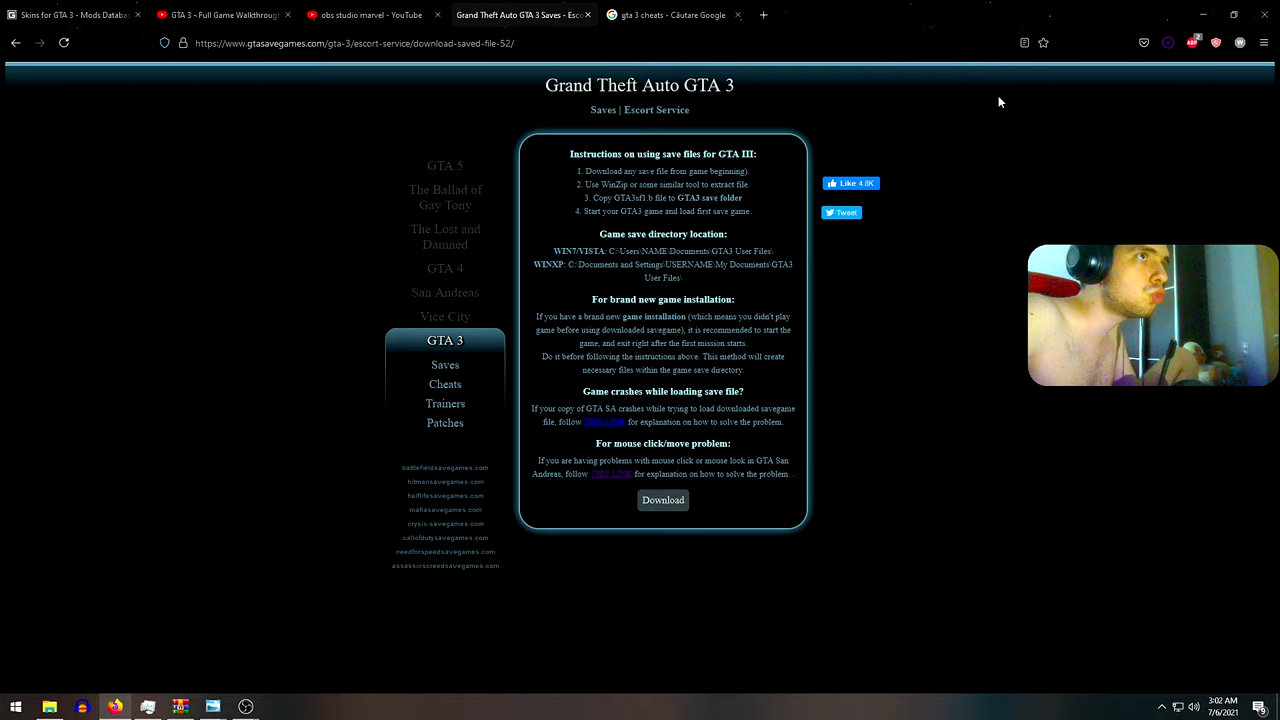 Skins for GTA 3 - Mods Databas
GTA 3 - Full Game Walkthroug
obs studio marvel - YouTube
Grand Theft Auto GTA 3 Saves - Esco
gta 3 cheats - Căutare Google
https://www.gtasavegames.com/gta-3/escort-service/download-saved-file-52/
ABP
2
W
Grand Theft Auto GTA 3
Saves | Escort Service
GTA 5
The Ballad of
Gay Tony
The Lost and
Damned
GTA 4
San Andreas
Vice City
GTA 3
Saves
Cheats
Trainers
Patches
battlefieldsavegames.com
hitmansavegames.com
halflifesavegames.com
mafiasavegames.com
crysis-savegames.com
callofdutysavegames.com
needforspeedsavegames.com
assassinscreedsavegames.com
Instructions on using save files for GTA III:
1. Download any save file from game beginning).
2. Use WinZip or some similar tool to extract file.
3. Copy GTA3sf1.b file to GTA3 save folder
4. Start your GTA3 game and load first save game.
Game save directory location:
WIN7/VISTA: C:\Users\NAME\Documents\GTA3 User Files\
WINXP: C:\Documents and Settings\USERNAME\My Documents\GTA3
User Files\
For brand new game installation:
If you have a brand new game installation (which means you didn't play
game before using downloaded savegame), it is recommended to start the
game, and exit right after the first mission starts.
Do it before following the instructions above. This method will create
necessary files within the game save directory.
Game crashes while loading save file?
If your copy of GTA SA crashes while trying to load downloaded savegame
file, follow THIS LINK for explanation on how to solve the problem.
For mouse click/move problem:
If you are having problems with mouse click or mouse look in GTA San
Andreas, follow THIS LINK for explanation on how to solve the problem. .
Download
Like 4.8K
Tweet
3:02 AM
7/6/2021